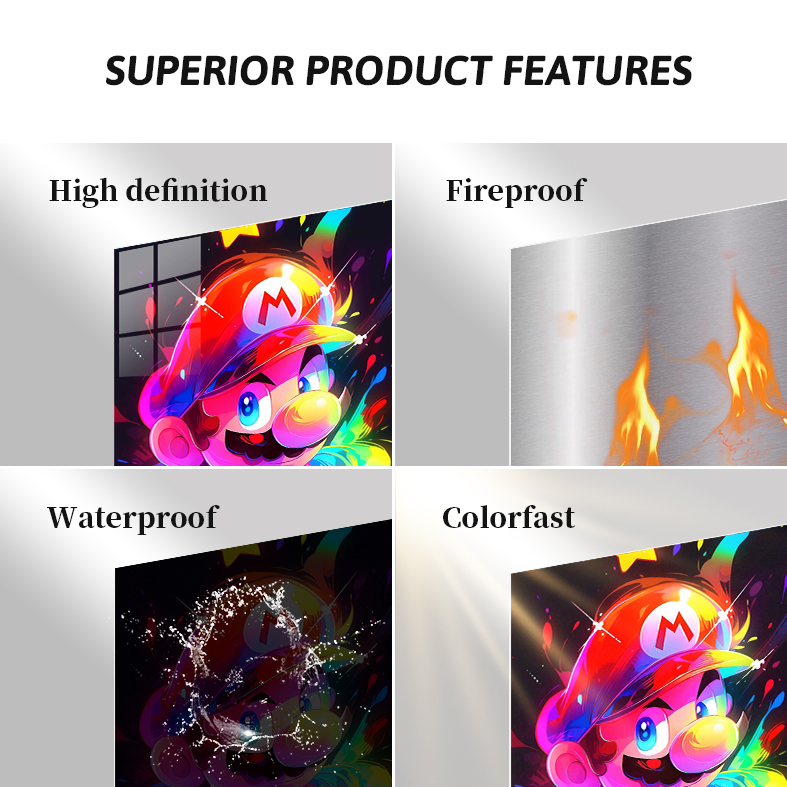 SUPERIOR PRODUCT FEATURES
High definition
Fireproof
M
Waterproof
Colorfast
M
M